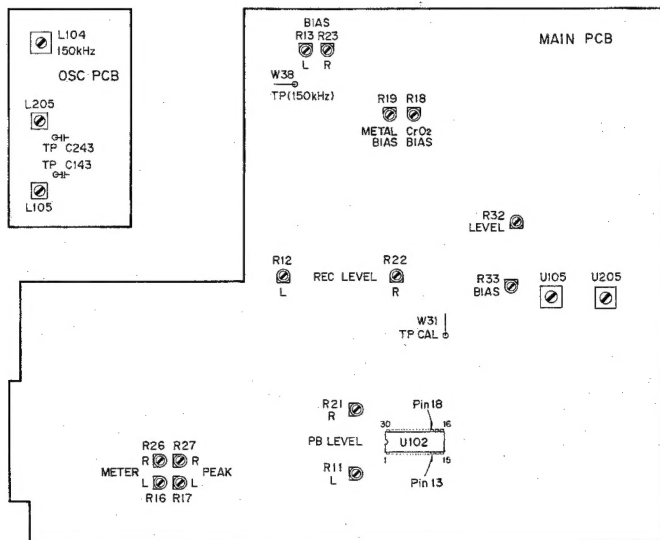 L104
150kHz
OSC PCB
L205
TP C243
TP C143
L105
BIAS
R13 R23
L R
MAIN PCB
W38
TP(150kHz)
R19 R18
METAL CrO2
BIAS BIAS
R32
LEVEL
R12 REC LEVEL R22
L R
R33
BIAS
U105 U205
W31
TP CAL
R21
R
Pin18
30 16
PB LEVEL U102
1 15
R11
L
Pin13
R26 R27
R R
METER PEAK
L L
R16 R17